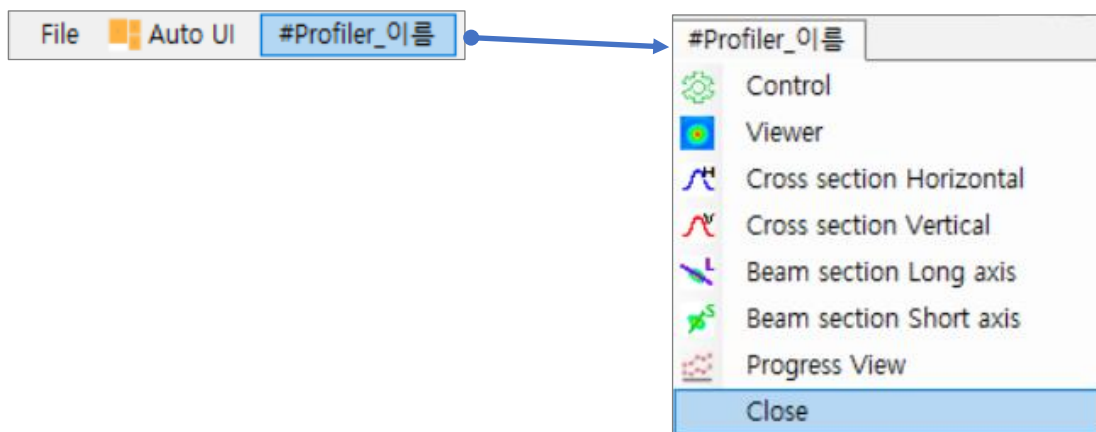 File Auto UI #Profiler_이름
#Profiler_이름
Control
Viewer
H Cross section Horizontal
V Cross section Vertical
L Beam section Long axis
S Beam section Short axis
Progress View
Close